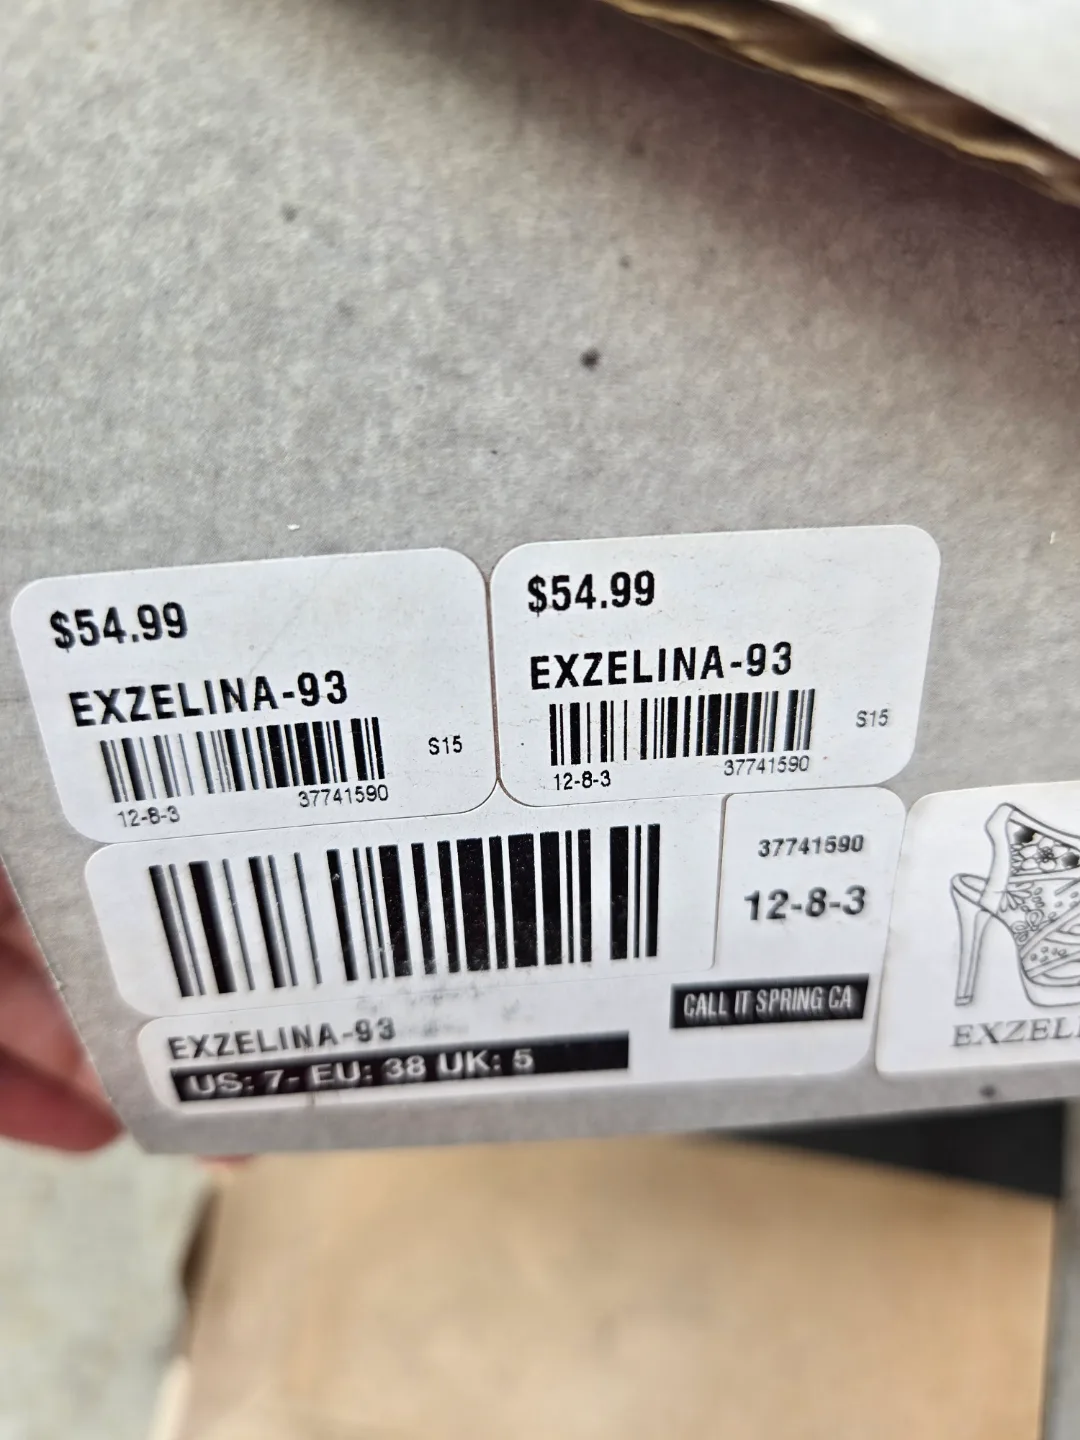 $54.99
EXZELINA-93
S15
12-8-3
37741590
$54.99
EXZELINA-93
S15
12-8-3
37741590
37741590
12-8-3
CALL IT SPRING CA
EXZELINA-93
US: 7- EU: 38 UK: 5
EXZELI